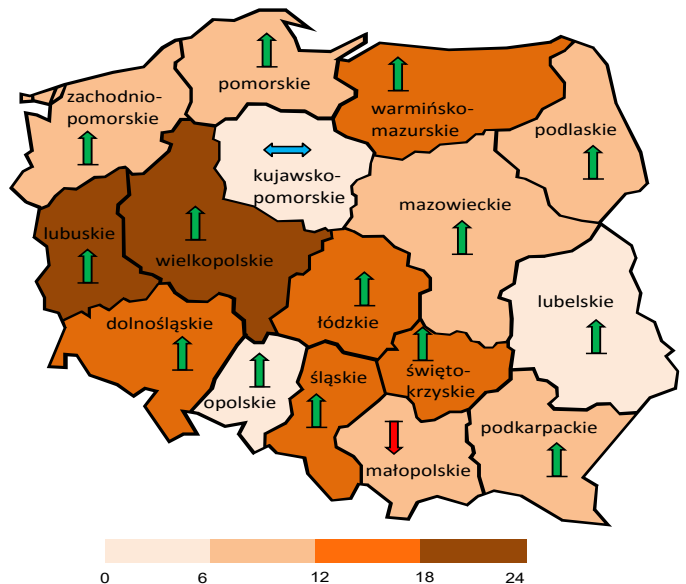 pomorskie
zachodnio-
pomorskie
warmińsko-
mazurskie
podlaskie
kujawsko-
pomorskie
mazowieckie
lubuskie
wielkopolskie
lubelskie
dolnośląskie
łódzkie
opolskie
śląskie
święto-
krzyskie
podkarpackie
małopolskie
0 6 12 18 24